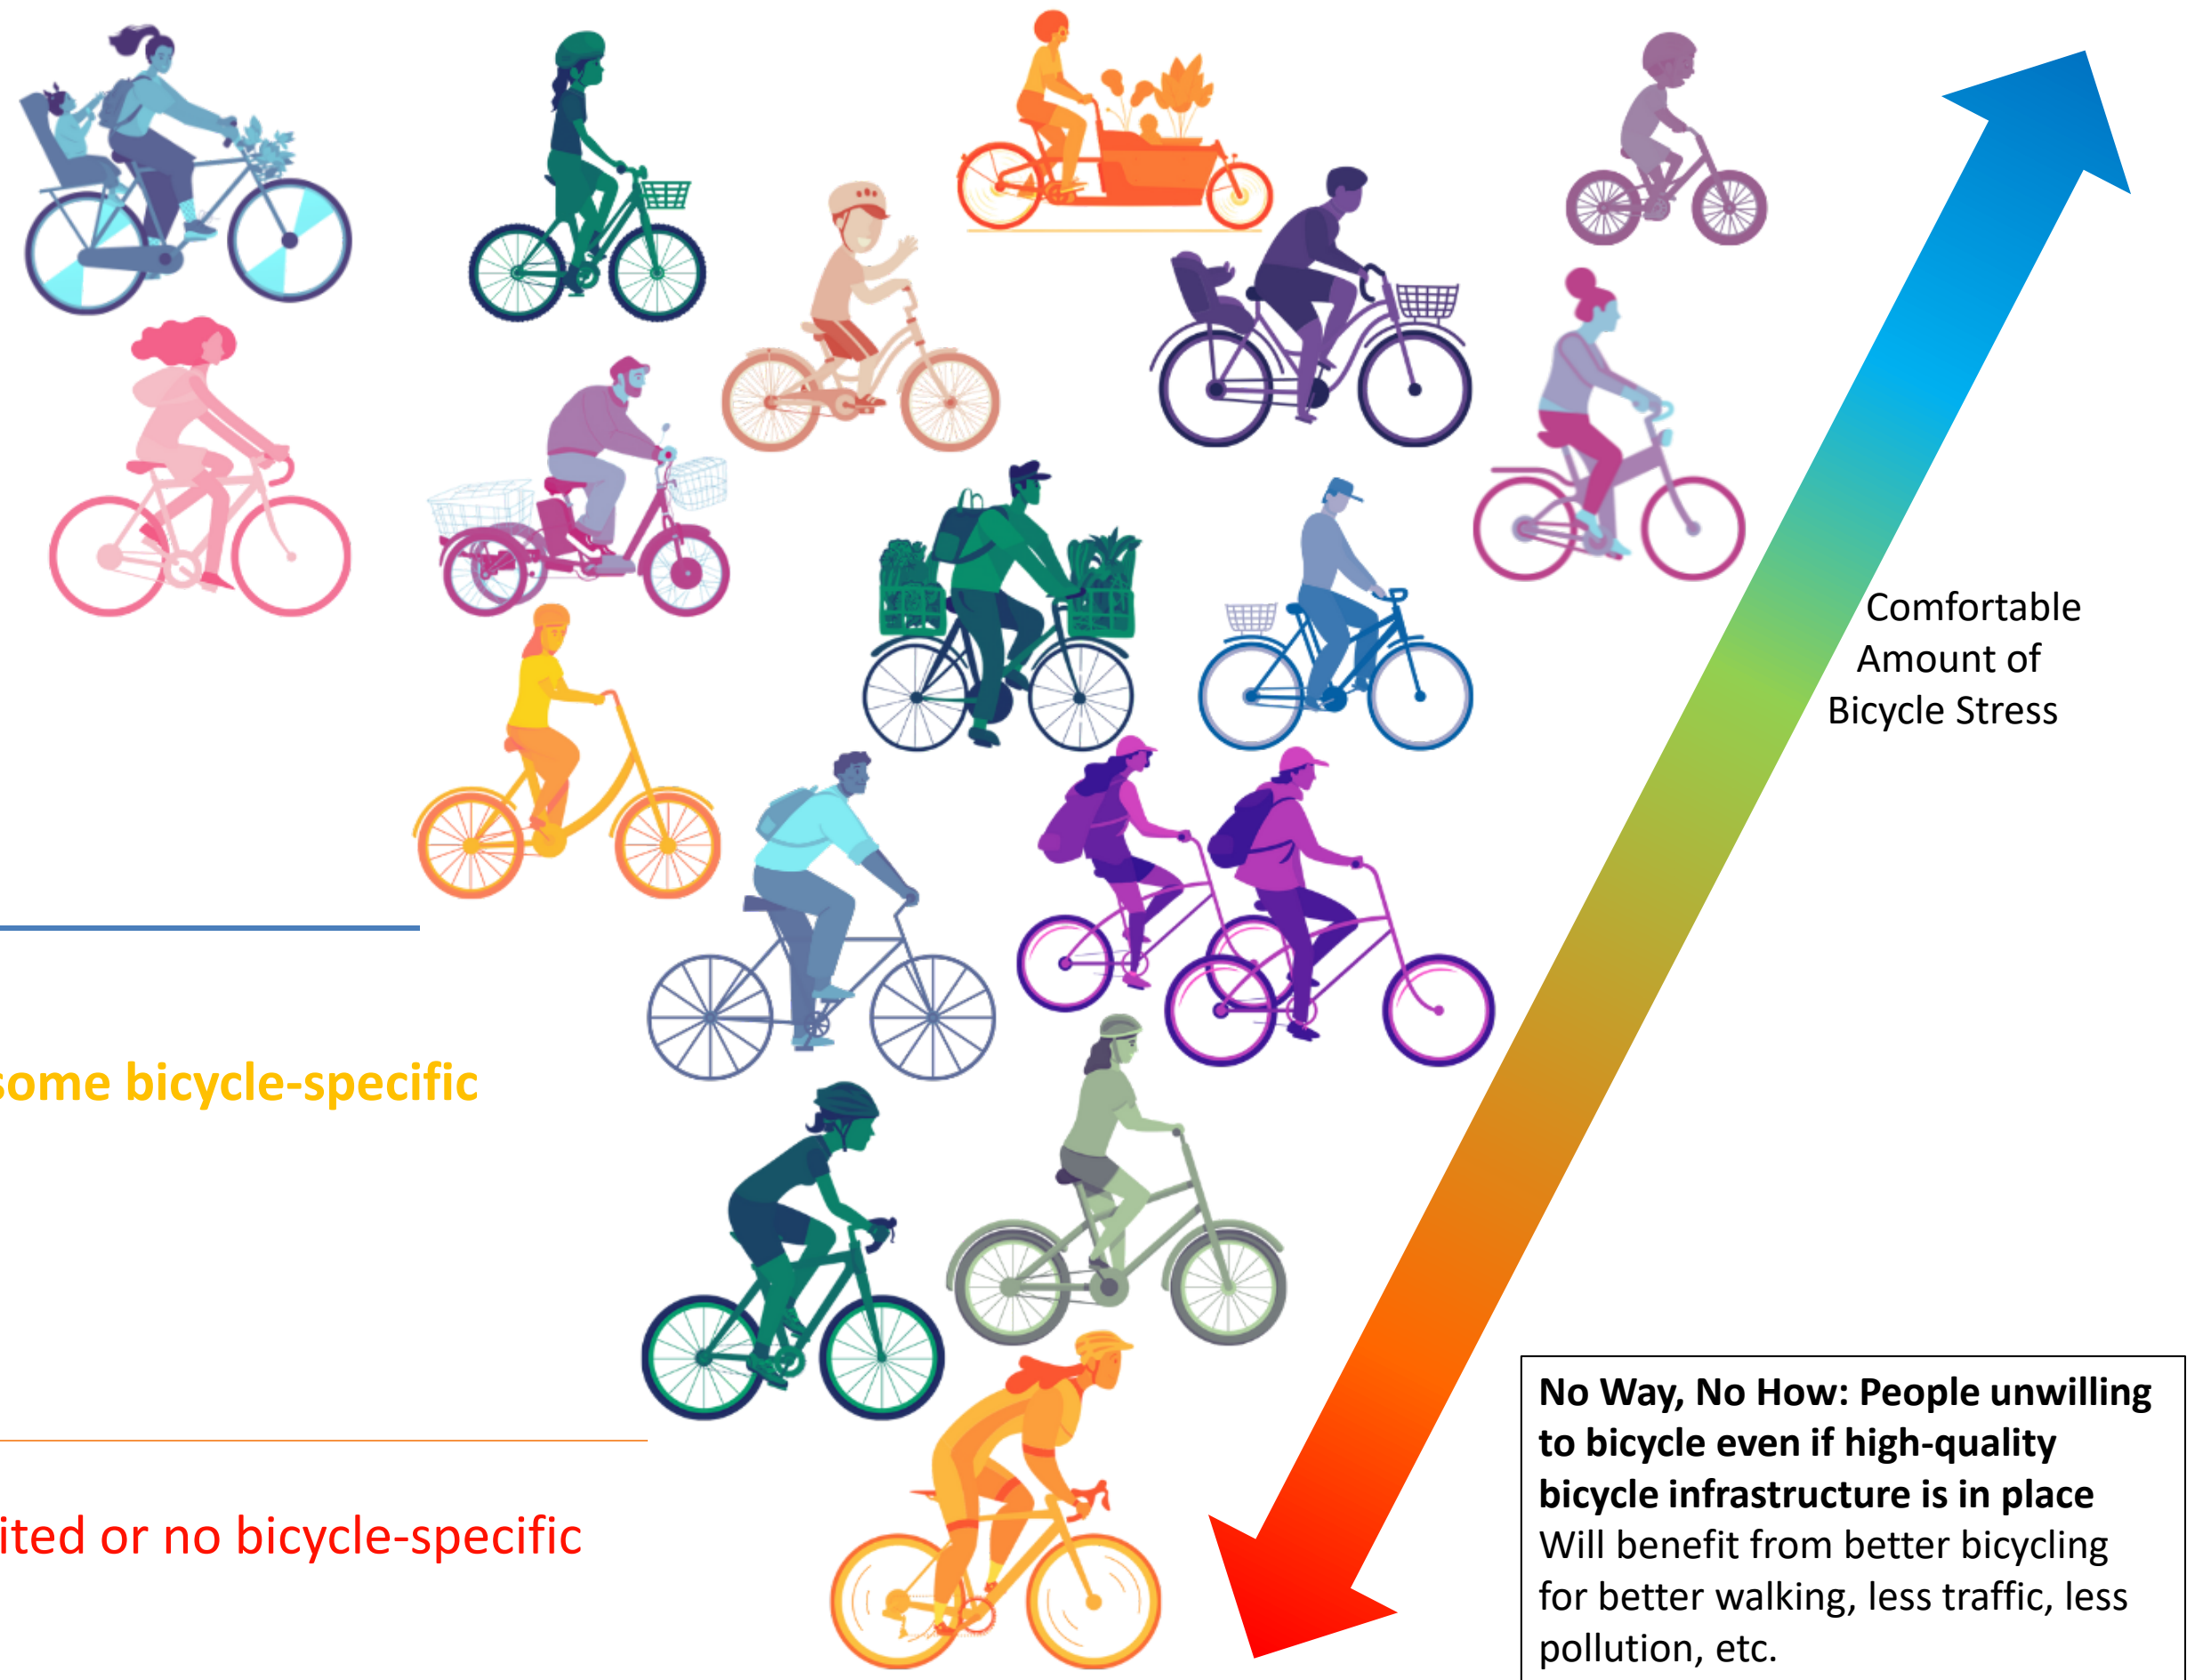 Comfortable
Amount of
Bicycle Stress
some bicycle-specific
ited or no bicycle-specific
No Way, No How: People unwilling
to bicycle even if high-quality
bicycle infrastructure is in place
Will benefit from better bicycling
for better walking, less traffic, less
pollution, etc.